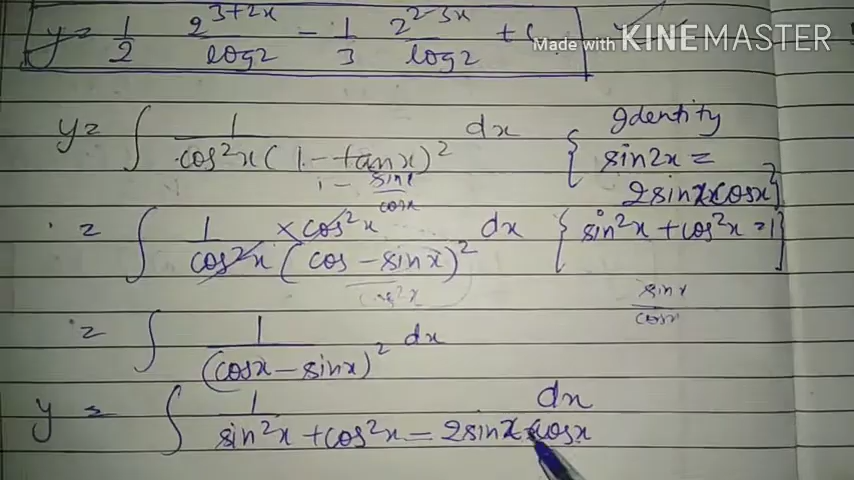 y = 1/2 2^(3+2x)/log2 - 1/3 2^(2-3x)/log2 + c
Made with KINEMASTER
y = ∫ 1/(cos²x(1-tanx)²) dx { Identity
sin2x =
1 - sinx/cosx
2sinx cosx }
= ∫ 1 × cos²x/(cos²x(cos - sinx)²) dx { sin²x + cos²x = 1 }
cos²x
sinx/cosx
= ∫ 1/(cosx - sinx)² dx
y = ∫ 1/(sin²x + cos²x - 2sinx cosx) dx